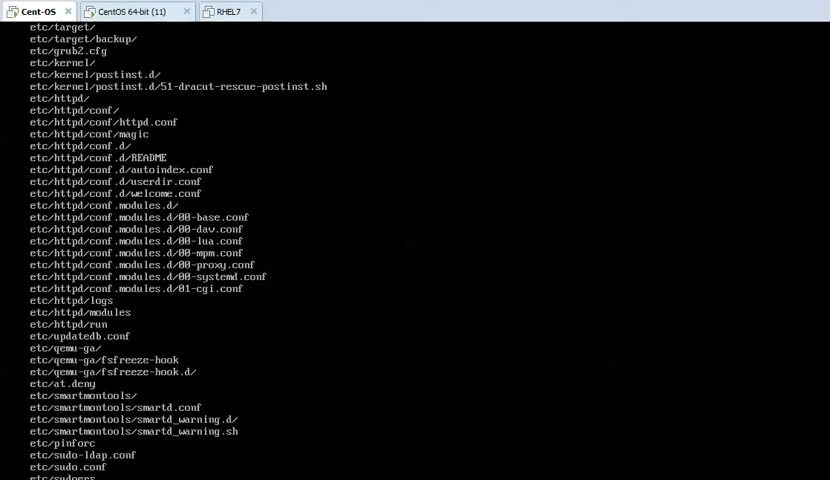 Cent-OS × CentOS 64-bit (11) × RHEL7 ×
etc/target/
etc/target/backup/
etc/grub2.cfg
etc/kernel/
etc/kernel/postinst.d/
etc/kernel/postinst.d/51-dracut-rescue-postinst.sh
etc/httpd/
etc/httpd/conf/
etc/httpd/conf/httpd.conf
etc/httpd/conf/magic
etc/httpd/conf.d/
etc/httpd/conf.d/README
etc/httpd/conf.d/autoindex.conf
etc/httpd/conf.d/userdir.conf
etc/httpd/conf.d/welcome.conf
etc/httpd/conf.modules.d/
etc/httpd/conf.modules.d/00-base.conf
etc/httpd/conf.modules.d/00-dav.conf
etc/httpd/conf.modules.d/00-lua.conf
etc/httpd/conf.modules.d/00-mpm.conf
etc/httpd/conf.modules.d/00-proxy.conf
etc/httpd/conf.modules.d/00-systemd.conf
etc/httpd/conf.modules.d/01-cgi.conf
etc/httpd/logs
etc/httpd/modules
etc/httpd/run
etc/updatedb.conf
etc/qemu-ga/
etc/qemu-ga/fsfreeze-hook
etc/qemu-ga/fsfreeze-hook.d/
etc/at.deny
etc/smartmontools/
etc/smartmontools/smartd.conf
etc/smartmontools/smartd_warning.d/
etc/smartmontools/smartd_warning.sh
etc/pinforc
etc/sudo-ldap.conf
etc/sudo.conf
etc/sudoers